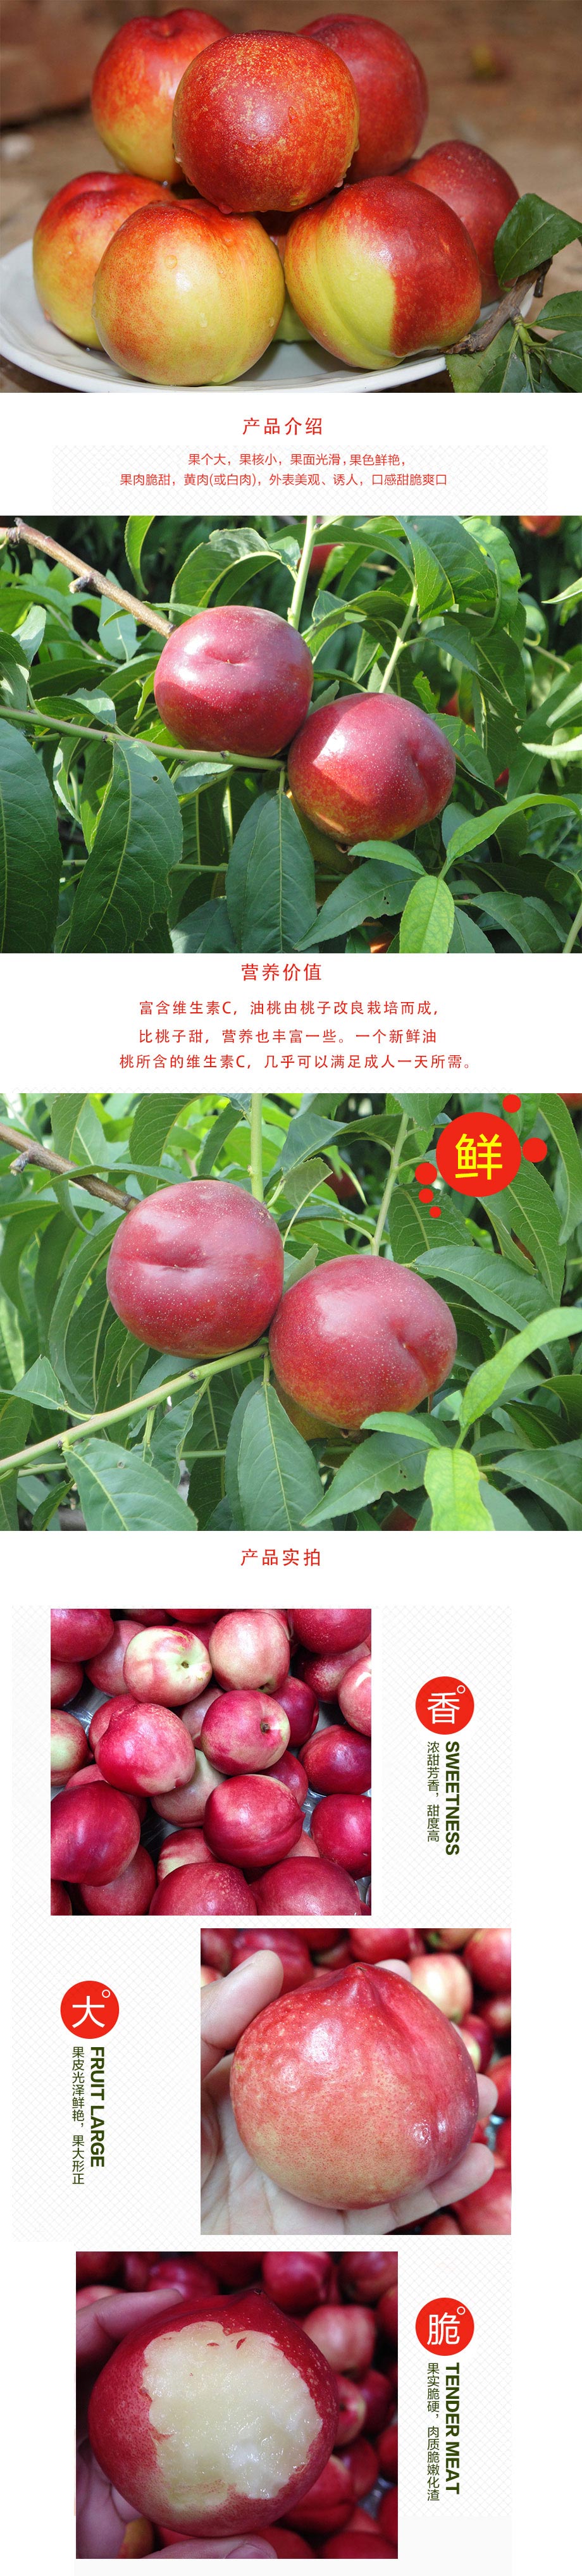 产品介绍
果个大，果核小，果面光滑，果色鲜艳，
果肉脆甜，黄肉(或白肉)，外表美观、诱人，口感甜脆爽口
营养价值
富含维生素C，油桃由桃子改良栽培而成，
比桃子甜，营养也丰富一些。一个新鲜油
桃所含的维生素C，几乎可以满足成人一天所需。
鲜
产品实拍
香
SWEETNESS
浓甜芳香，甜度高
大
FRUIT LARGE
果皮光泽鲜艳，果大形正
脆
TENDER MEAT
果实脆硬，肉质脆嫩化渣